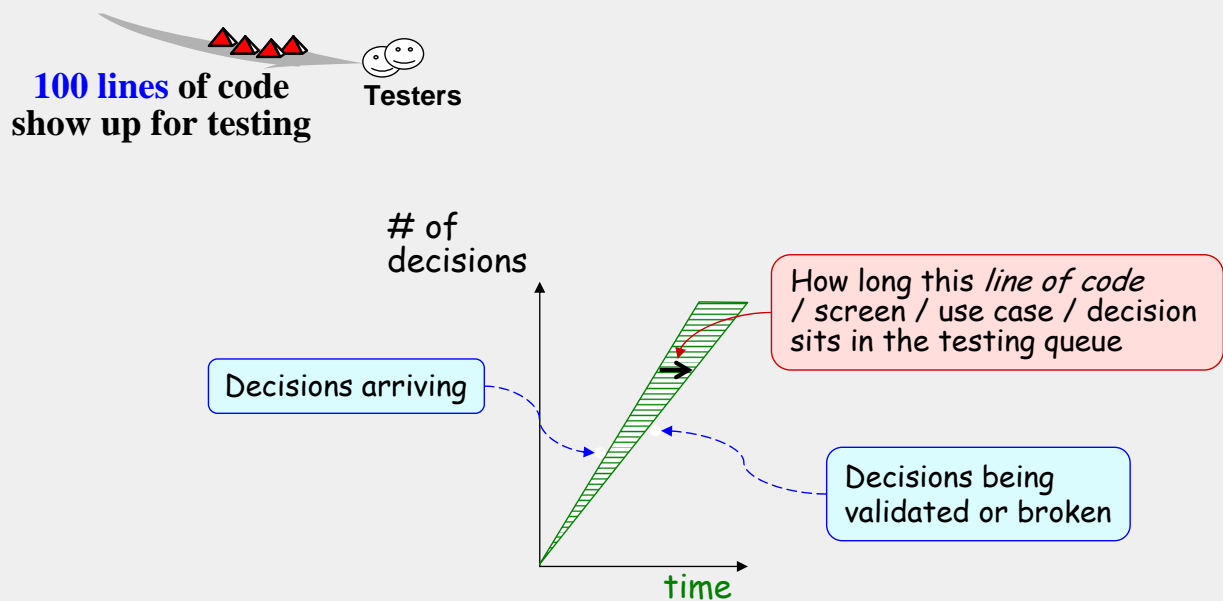 100 lines of code
show up for testing
Testers
# of
decisions
How long this line of code
/ screen / use case / decision
sits in the testing queue
Decisions arriving
Decisions being
validated or broken
time